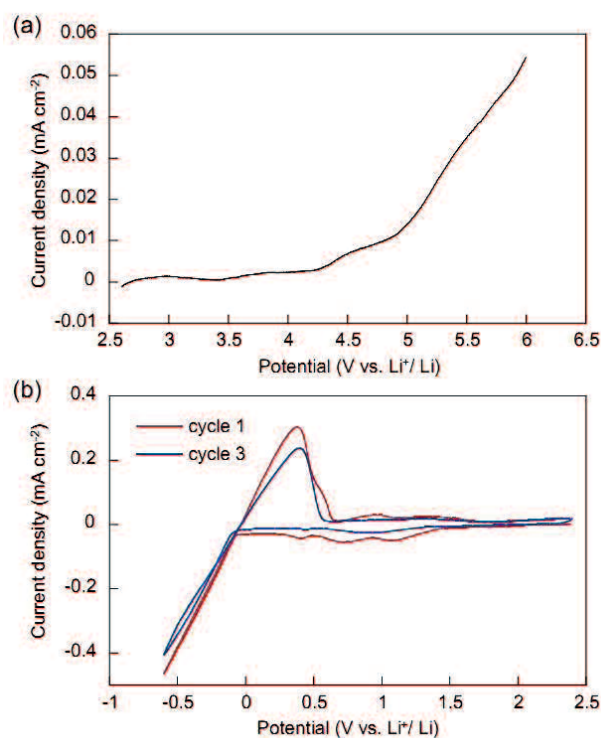 (a)
0.06
0.05
0.04
0.03
0.02
0.01
0
-0.01
Current density (mA cm⁻²)
2.5 3 3.5 4 4.5 5 5.5 6 6.5
Potential (V vs. Li⁺/ Li)
(b)
0.4
0.2
0
-0.2
-0.4
Current density (mA cm⁻²)
cycle 1
cycle 3
-1 -0.5 0 0.5 1 1.5 2 2.5
Potential (V vs. Li⁺/ Li)